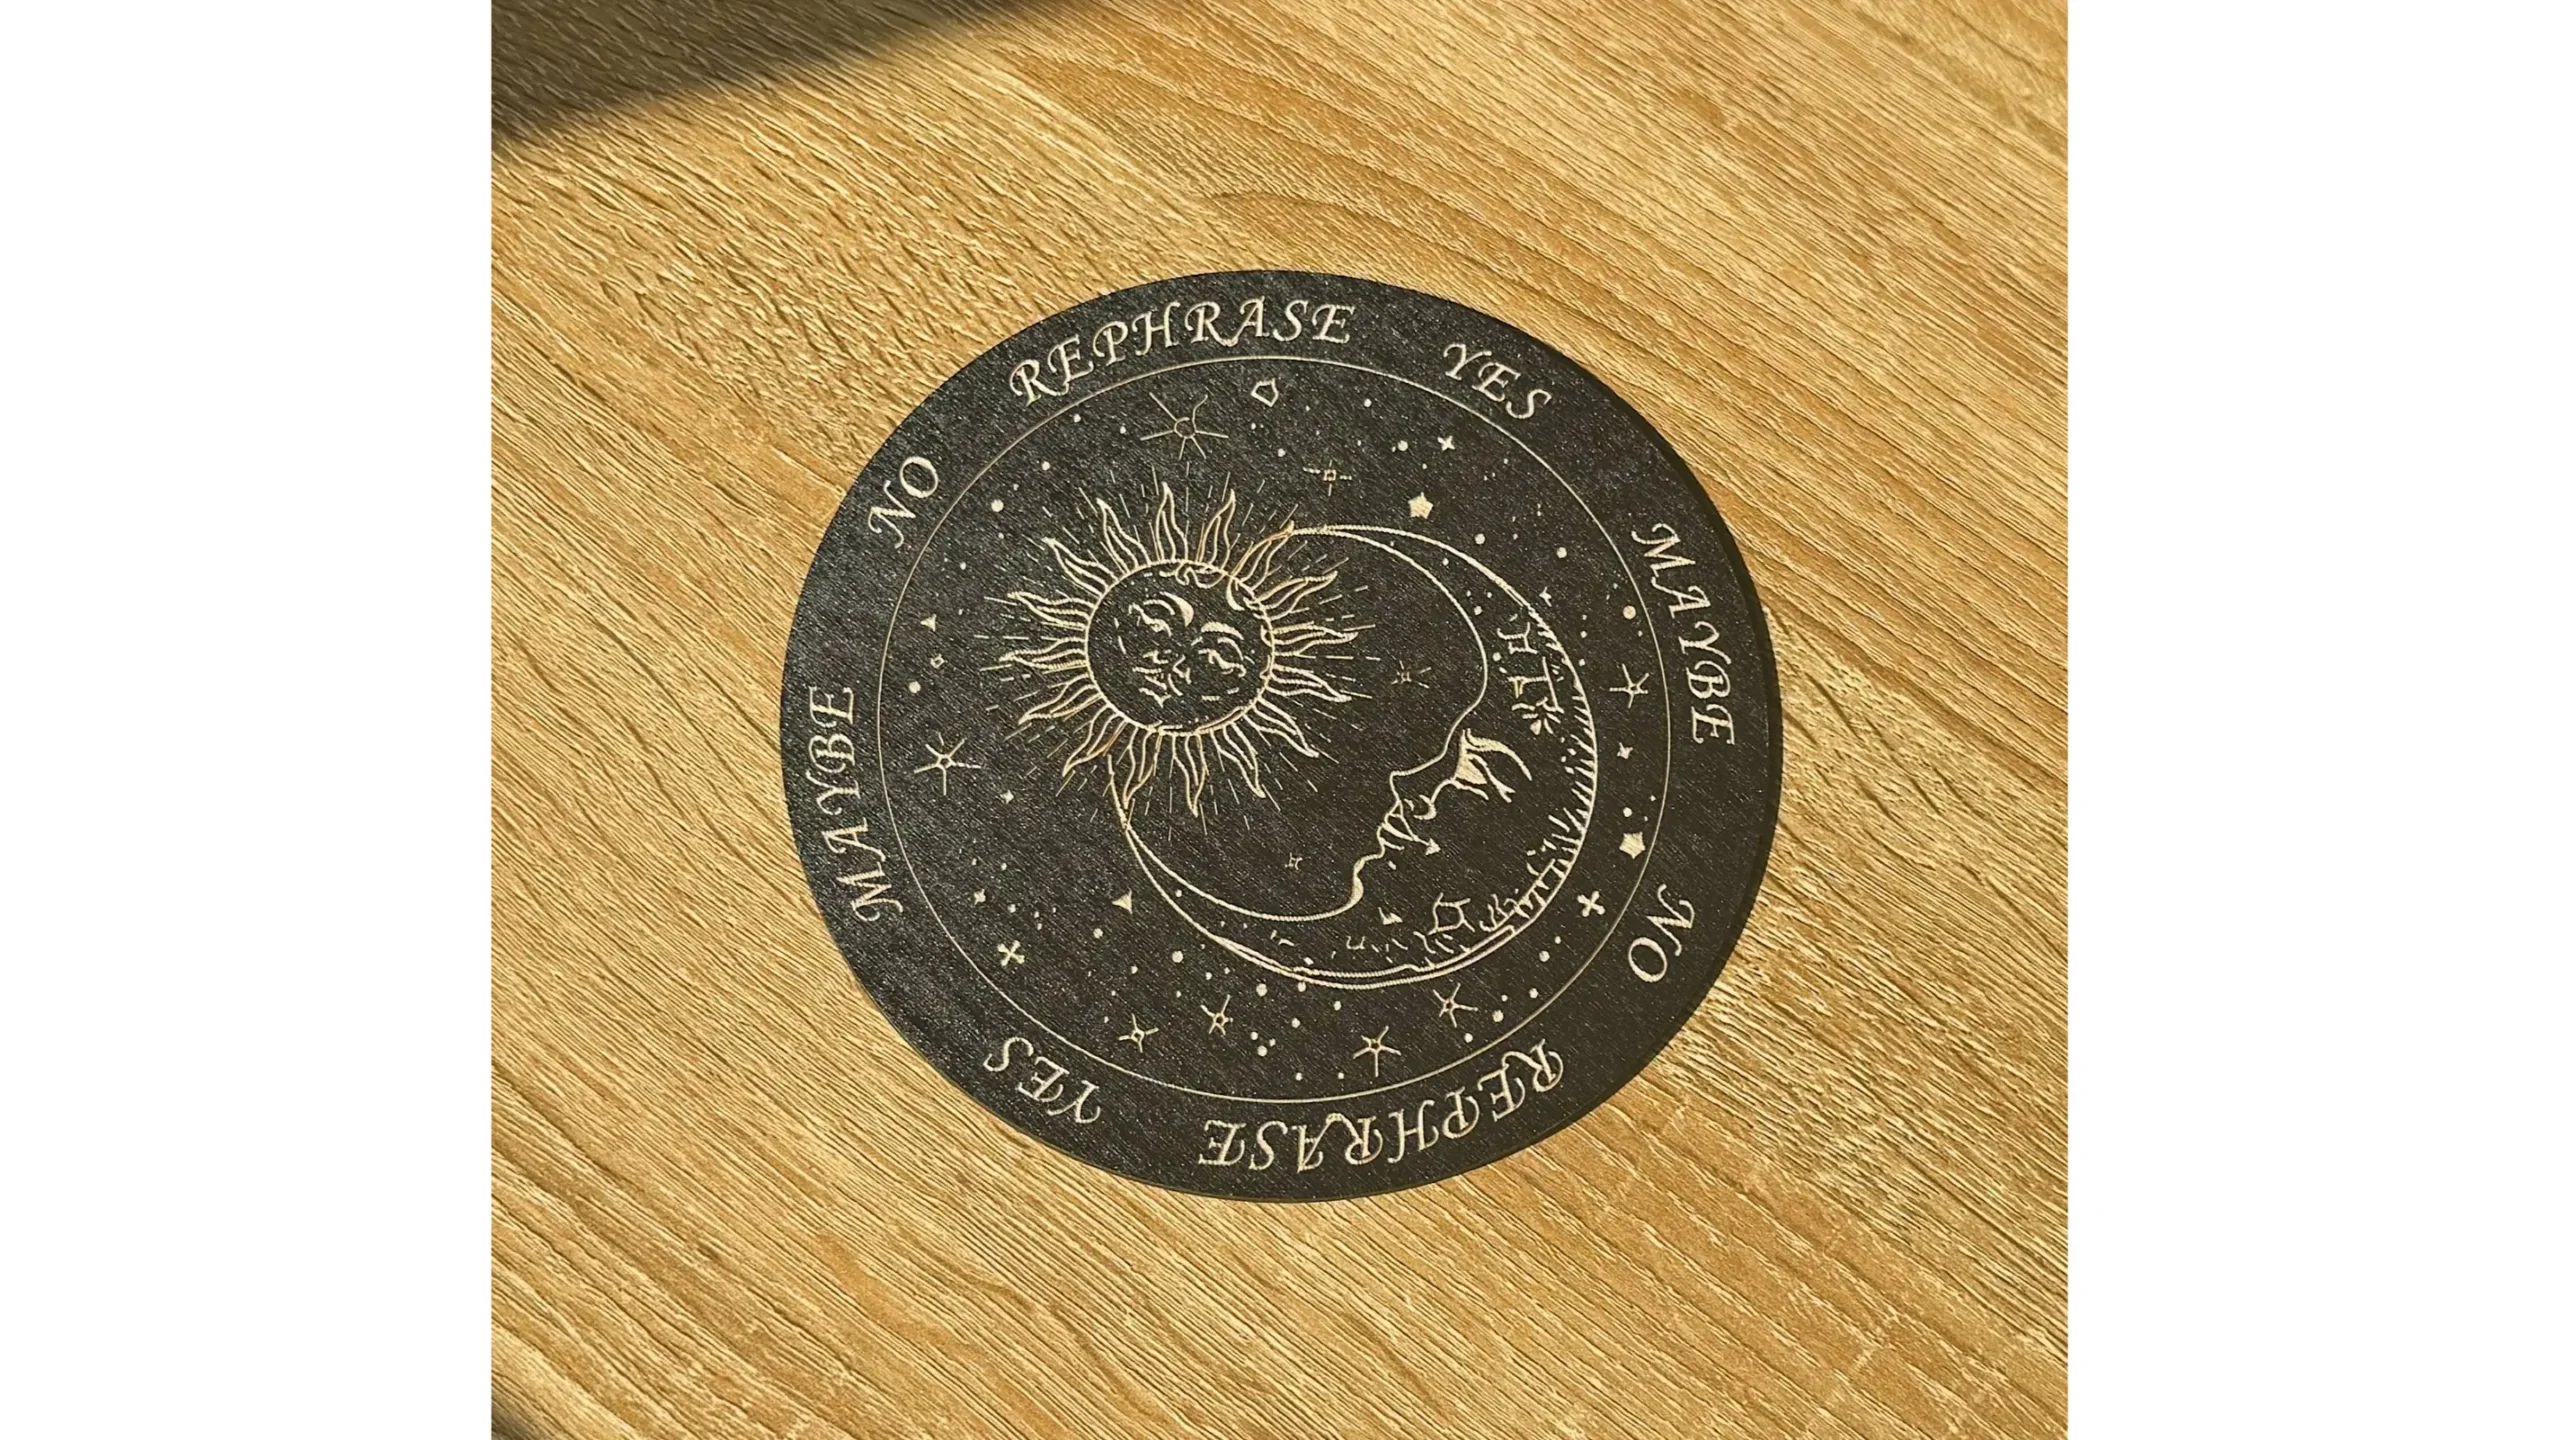 REPHRASE
YES
MAYBE
NO
REPHRASE
YES
MAYBE
NO